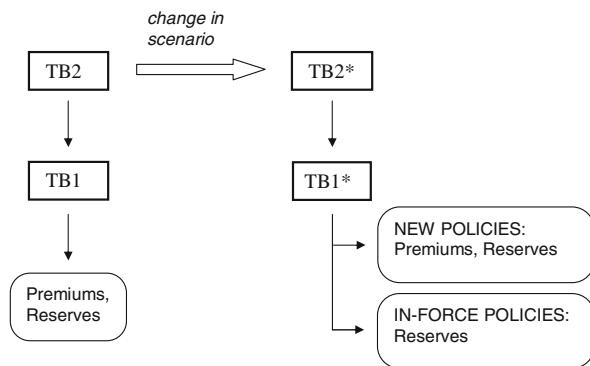 change in
scenario
TB2
TB2*
TB1
TB1*
Premiums,
Reserves
NEW POLICIES:
Premiums, Reserves
IN-FORCE POLICIES:
Reserves